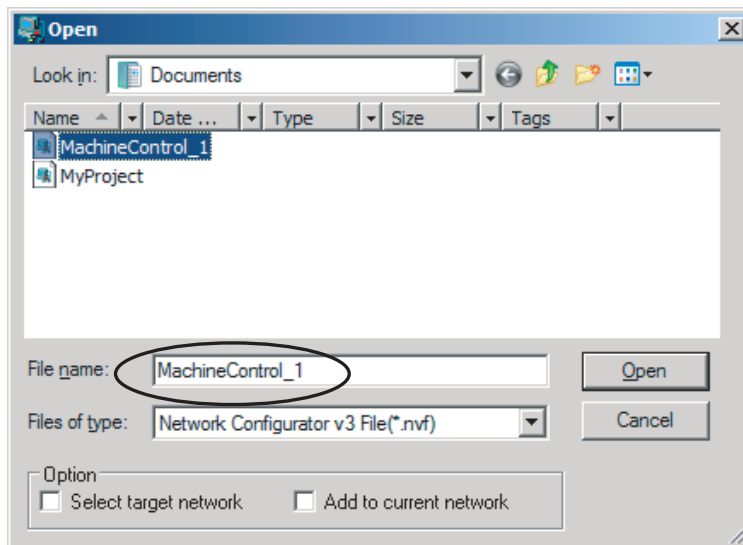 Open
Look in: Documents
Name Date ... Type Size Tags
MachineControl_1
MyProject
File name: MachineControl_1 Open
Files of type: Network Configurator v3 File(*.nvf) Cancel
Option
Select target network Add to current network